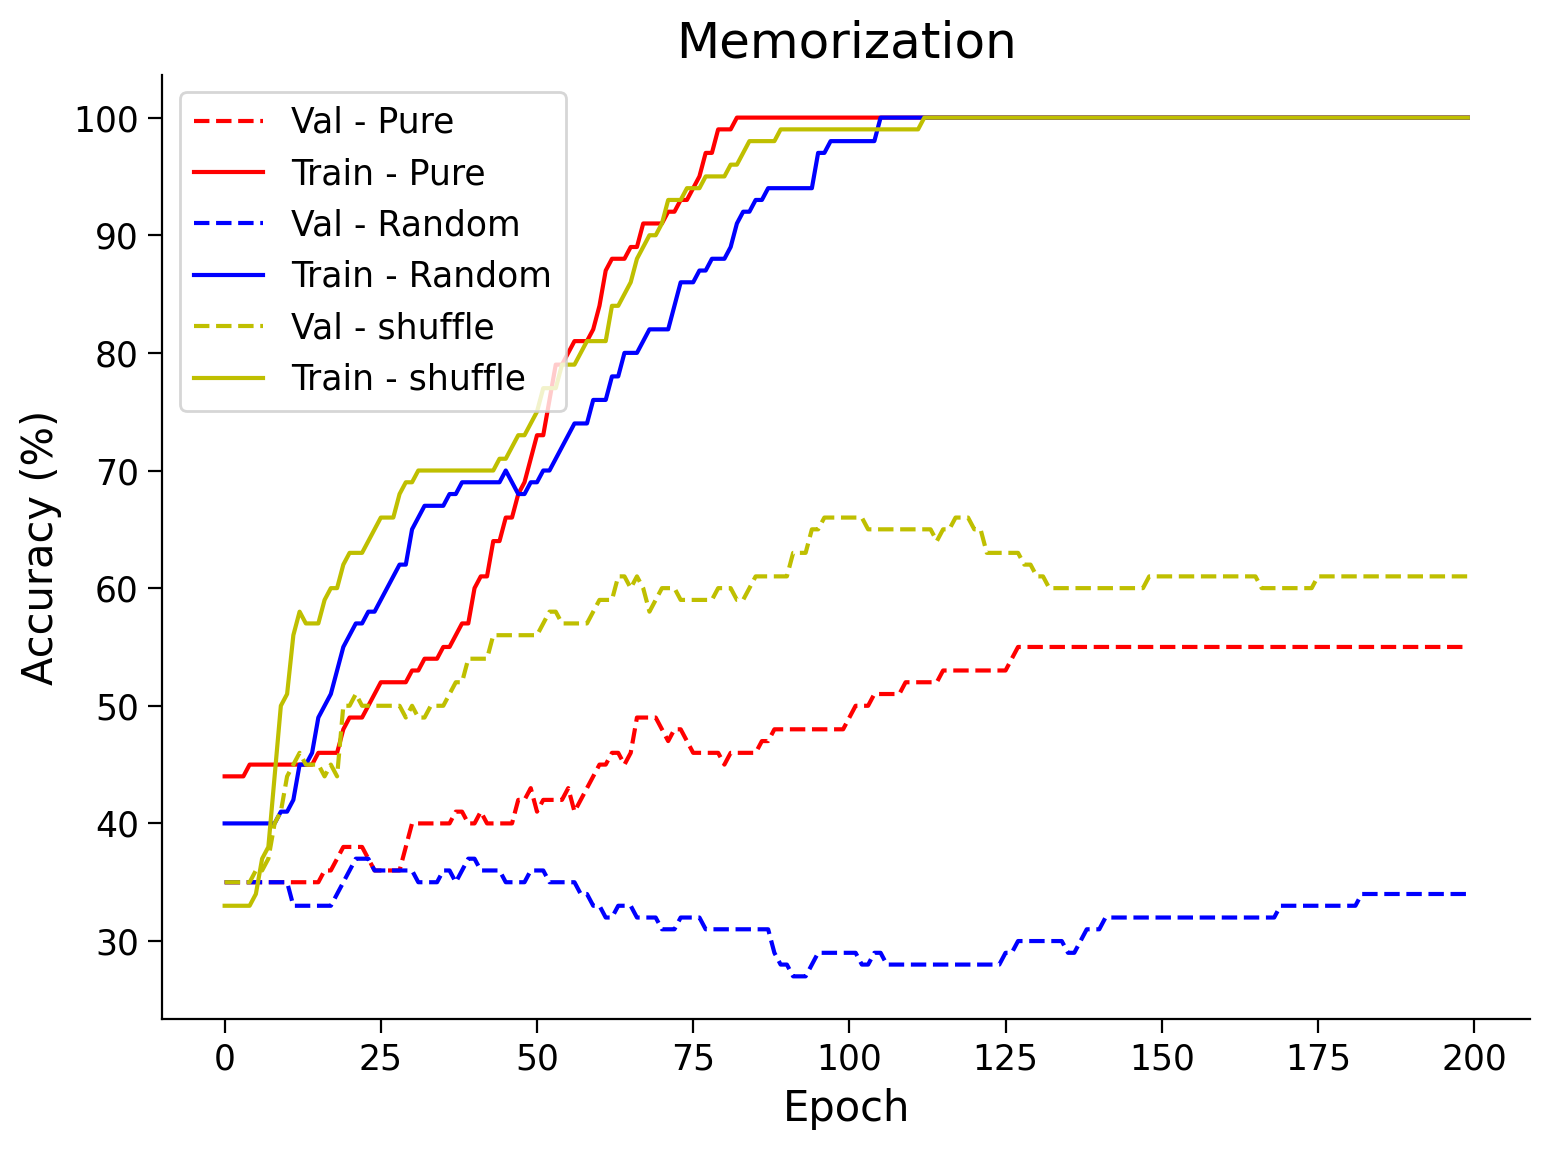 Memorization
Val - Pure
Train - Pure
Val - Random
Train - Random
Val - shuffle
Train - shuffle
Accuracy (%)
100
90
80
70
60
50
40
30
0 25 50 75 100 125 150 175 200
Epoch